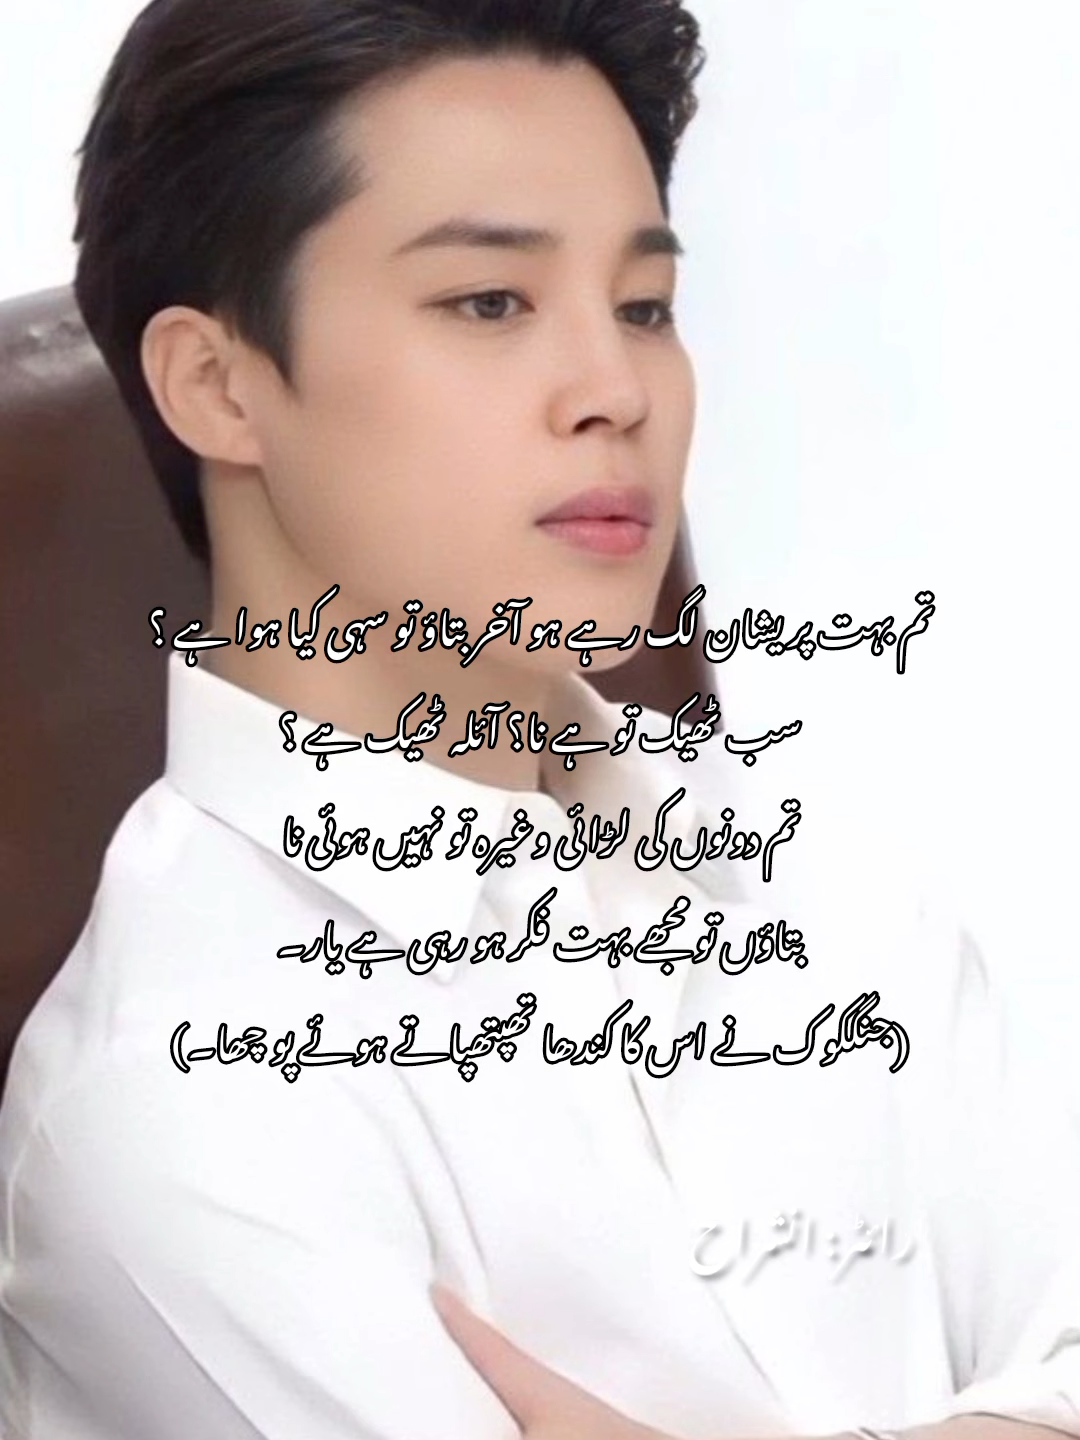 تم بہت پریشان لگ رہے ہو آخر بتاؤ تو سہی کیا ہوا ہے ؟
سب ٹھیک تو ہے نا؟ آئلہ ٹھیک ہے ؟
تم دونوں کی لڑائی وغیرہ تو نہیں ہوئی نا
بتاؤں تو مجھے بہت فکر ہو رہی ہے یار۔
(جنگکوک نے اس کا کندھا تھپتھپاتے ہوئے پوچھا۔)
رائٹر: انشراح